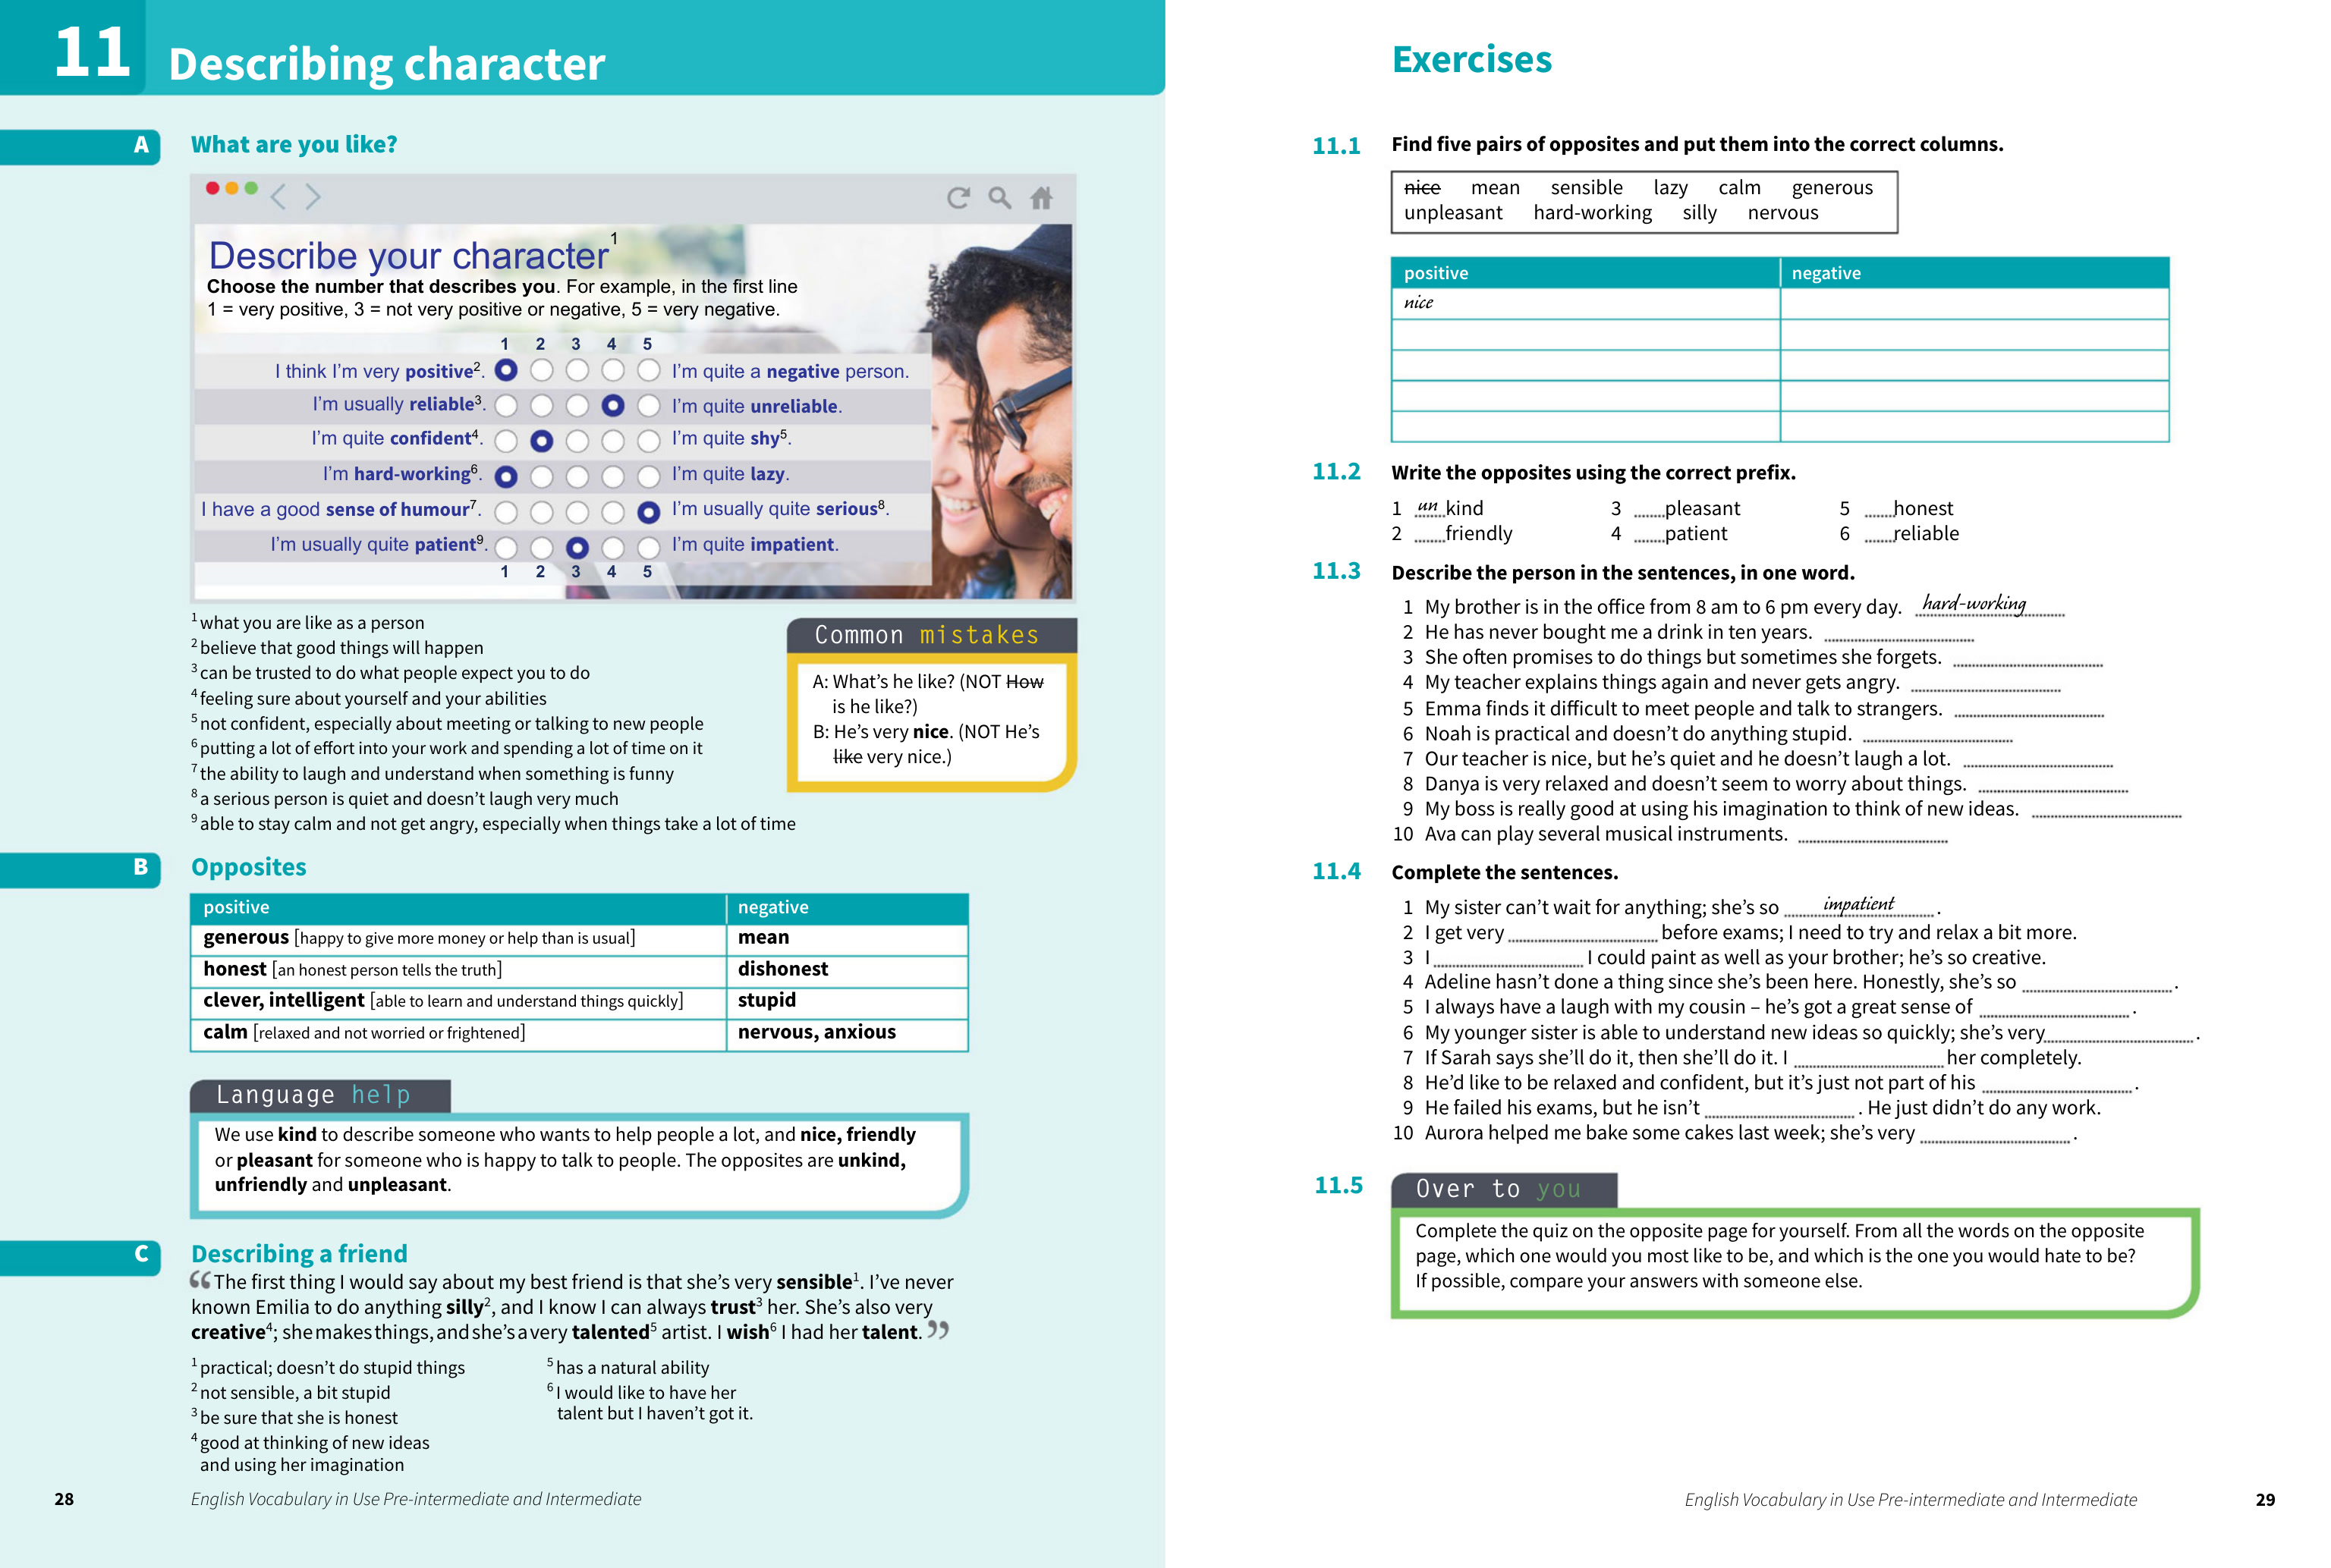 11 Describing character
A What are you like?
Describe your character1
Choose the number that describes you. For example, in the first line
1 = very positive, 3 = not very positive or negative, 5 = very negative.
1 2 3 4 5
I think I'm very positive2. I'm quite a negative person.
I'm usually reliable3. I'm quite unreliable.
I'm quite confident4. I'm quite shy5.
I'm hard-working6. I'm quite lazy.
I have a good sense of humour7. I'm usually quite serious8.
I'm usually quite patient9. I'm quite impatient.
1 2 3 4 5
1 what you are like as a person
2 believe that good things will happen
3 can be trusted to do what people expect you to do
4 feeling sure about yourself and your abilities
5 not confident, especially about meeting or talking to new people
6 putting a lot of effort into your work and spending a lot of time on it
7 the ability to laugh and understand when something is funny
8 a serious person is quiet and doesn't laugh very much
9 able to stay calm and not get angry, especially when things take a lot of time
Common mistakes
A: What's he like? (NOT How
is he like?)
B: He's very nice. (NOT He's
like very nice.)
B Opposites
positive negative
generous [happy to give more money or help than is usual] mean
honest [an honest person tells the truth] dishonest
clever, intelligent [able to learn and understand things quickly] stupid
calm [relaxed and not worried or frightened] nervous, anxious
Language help
We use kind to describe someone who wants to help people a lot, and nice, friendly
or pleasant for someone who is happy to talk to people. The opposites are unkind,
unfriendly and unpleasant.
C Describing a friend
“The first thing I would say about my best friend is that she's very sensible1. I've never
known Emilia to do anything silly2, and I know I can always trust3 her. She's also very
creative4; she makes things, and she's a very talented5 artist. I wish6 I had her talent.”
1 practical; doesn't do stupid things
2 not sensible, a bit stupid
3 be sure that she is honest
4 good at thinking of new ideas
and using her imagination
5 has a natural ability
6 I would like to have her
talent but I haven't got it.
28 English Vocabulary in Use Pre-intermediate and Intermediate
Exercises
11.1 Find five pairs of opposites and put them into the correct columns.
nice mean sensible lazy calm generous
unpleasant hard-working silly nervous
positive negative
nice
11.2 Write the opposites using the correct prefix.
1 un kind 3 ......pleasant 5 ......honest
2 ......friendly 4 ......patient 6 ......reliable
11.3 Describe the person in the sentences, in one word.
1 My brother is in the office from 8 am to 6 pm every day. hard-working
2 He has never bought me a drink in ten years. ......
3 She often promises to do things but sometimes she forgets. ......
4 My teacher explains things again and never gets angry. ......
5 Emma finds it difficult to meet people and talk to strangers. ......
6 Noah is practical and doesn't do anything stupid. ......
7 Our teacher is nice, but he's quiet and he doesn't laugh a lot. ......
8 Danya is very relaxed and doesn't seem to worry about things. ......
9 My boss is really good at using his imagination to think of new ideas. ......
10 Ava can play several musical instruments. ......
11.4 Complete the sentences.
1 My sister can't wait for anything; she's so impatient .
2 I get very ...... before exams; I need to try and relax a bit more.
3 I ...... I could paint as well as your brother; he's so creative.
4 Adeline hasn't done a thing since she's been here. Honestly, she's so ...... .
5 I always have a laugh with my cousin – he's got a great sense of ...... .
6 My younger sister is able to understand new ideas so quickly; she's very ...... .
7 If Sarah says she'll do it, then she'll do it. I ...... her completely.
8 He'd like to be relaxed and confident, but it's just not part of his ...... .
9 He failed his exams, but he isn't ...... . He just didn't do any work.
10 Aurora helped me bake some cakes last week; she's very ...... .
11.5 Over to you
Complete the quiz on the opposite page for yourself. From all the words on the opposite
page, which one would you most like to be, and which is the one you would hate to be?
If possible, compare your answers with someone else.
English Vocabulary in Use Pre-intermediate and Intermediate 29